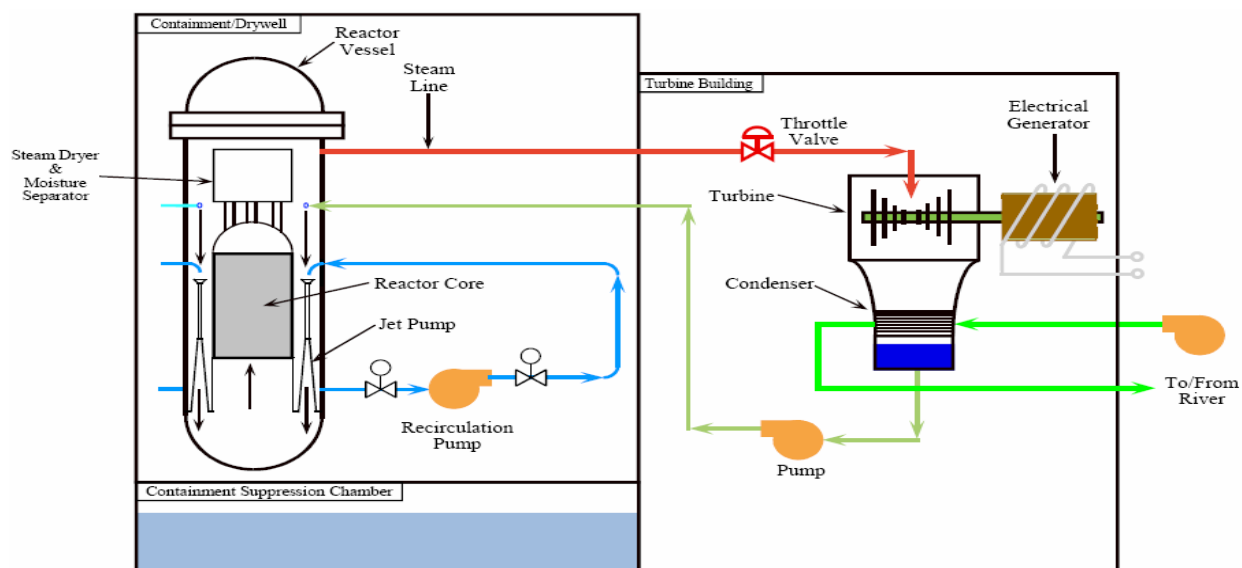 Containment/Drywell
Reactor
Vessel
Steam
Line
Turbine Building
Electrical
Generator
Throttle
Valve
Steam Dryer
&
Moisture
Separator
Turbine
Reactor Core
Condenser
Jet Pump
To/From
River
Recirculation
Pump
Pump
Containment Suppression Chamber